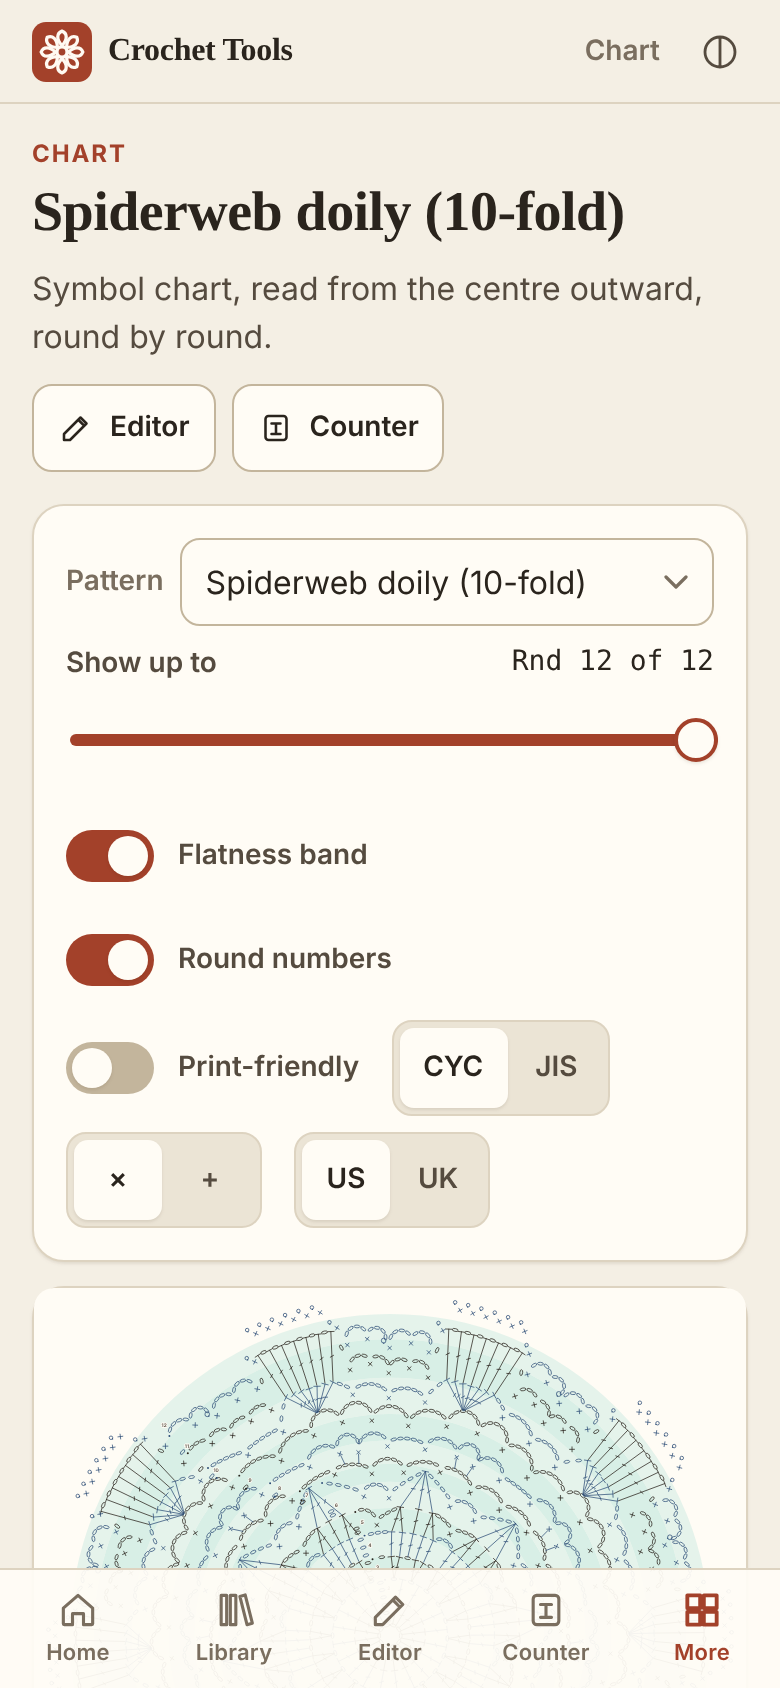 Crochet Tools
Chart
CHART
Spiderweb doily (10-fold)
Symbol chart, read from the centre outward,
round by round.
Editor
Counter
Pattern
Spiderweb doily (10-fold)
Show up to
Rnd 12 of 12
Flatness band
Round numbers
Print-friendly
CYC
JIS
×
+
US
UK
Home
Library
Editor
Counter
More